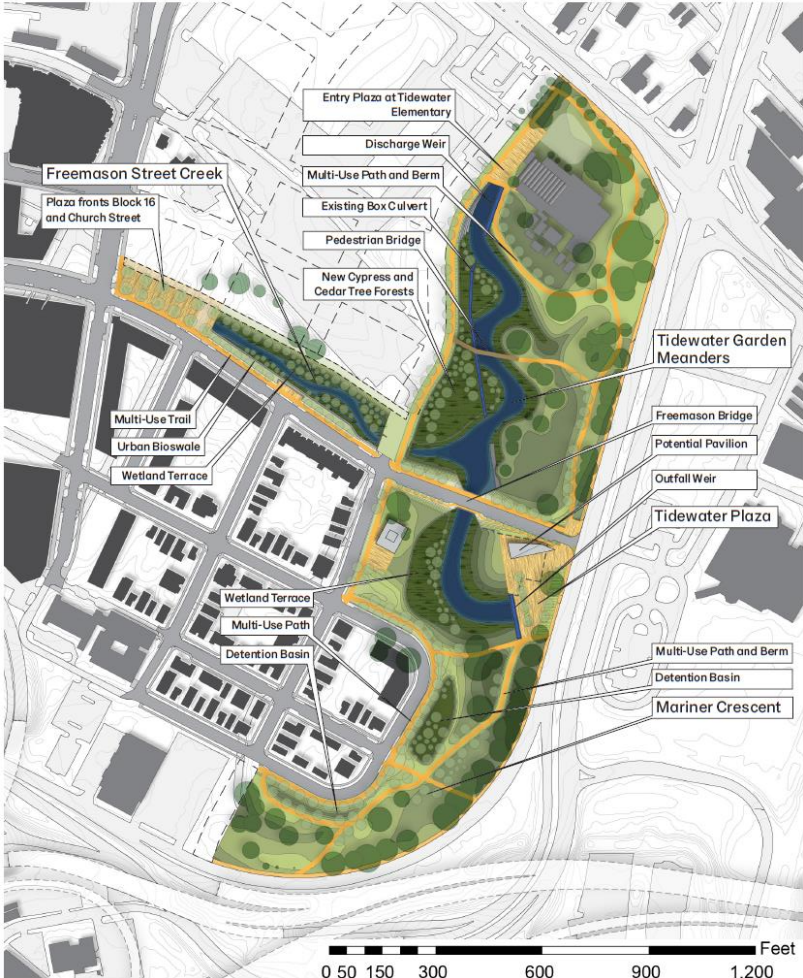 Entry Plaza at Tidewater
Elementary
Discharge Weir
Multi-Use Path and Berm
Freemason Street Creek
Plaza fronts Block 16
and Church Street
Existing Box Culvert
Pedestrian Bridge
New Cypress and
Cedar Tree Forests
Tidewater Garden
Meanders
Multi-Use Trail
Urban Bioswale
Wetland Terrace
Freemason Bridge
Potential Pavilion
Outfall Weir
Tidewater Plaza
Wetland Terrace
Multi-Use Path
Detention Basin
Multi-Use Path and Berm
Detention Basin
Mariner Crescent
Feet
0 50 150 300 600 900 1,200